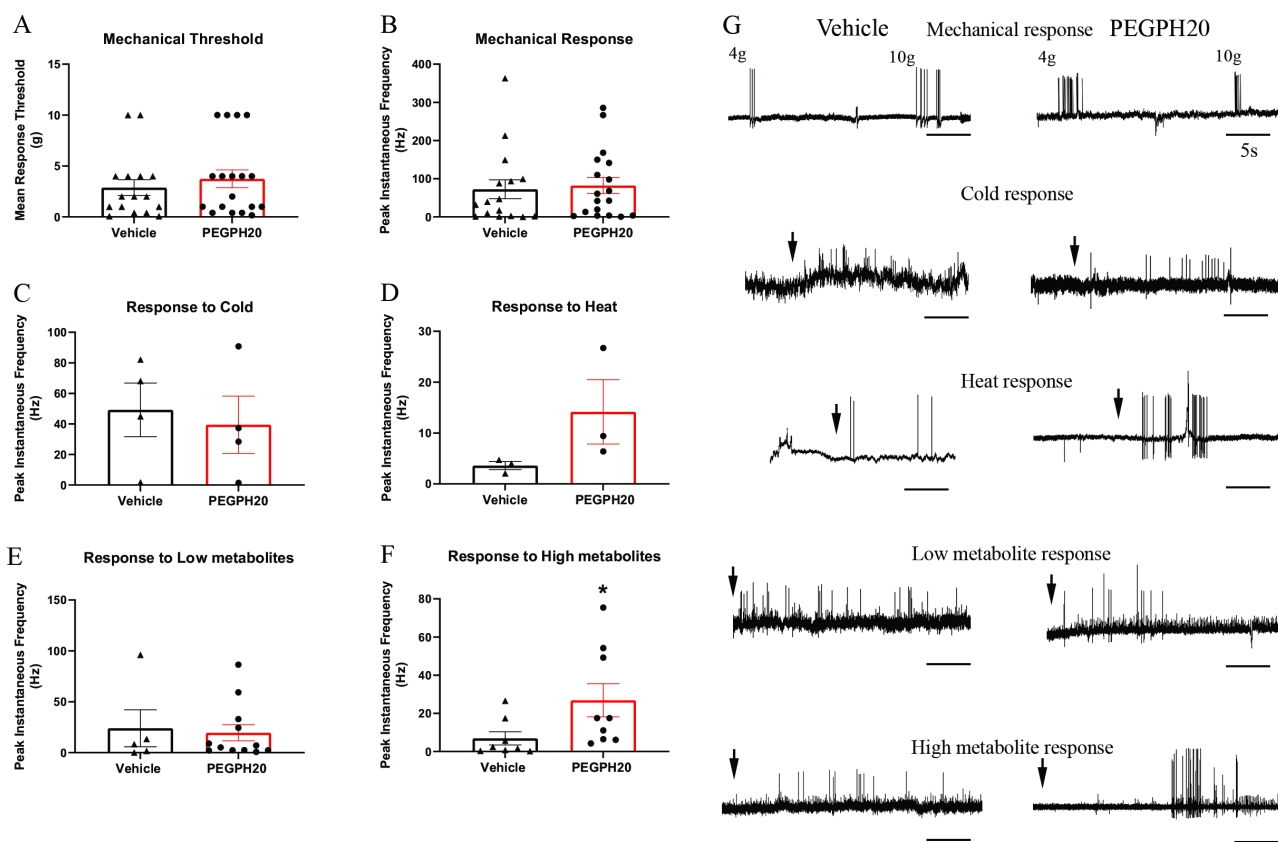 A
Mechanical Threshold
Mean Response Threshold
(g)
15
10
5
0
Vehicle
PEGPH20
B
Mechanical Response
Peak Instantaneous Frequency
(Hz)
400
300
200
100
0
Vehicle
PEGPH20
C
Response to Cold
Peak Instantaneous Frequency
(Hz)
100
80
60
40
20
0
Vehicle
PEGPH20
D
Response to Heat
Peak Instantaneous Frequency
(Hz)
30
20
10
0
Vehicle
PEGPH20
E
Response to Low metabolites
Peak Instantaneous Frequency
(Hz)
150
100
50
0
Vehicle
PEGPH20
F
Response to High metabolites
Peak Instantaneous Frequency
(Hz)
80
60
40
20
0
*
Vehicle
PEGPH20
G
Vehicle
Mechanical response
PEGPH20
4g
10g
4g
10g
5s
Cold response
Heat response
Low metabolite response
High metabolite response